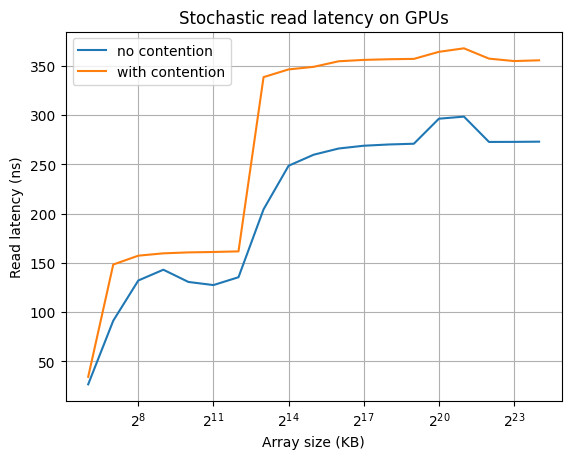 Stochastic read latency on GPUs
no contention
with contention
Read latency (ns)
350
300
250
200
150
100
50
2^8 2^11 2^14 2^17 2^20 2^23
Array size (KB)